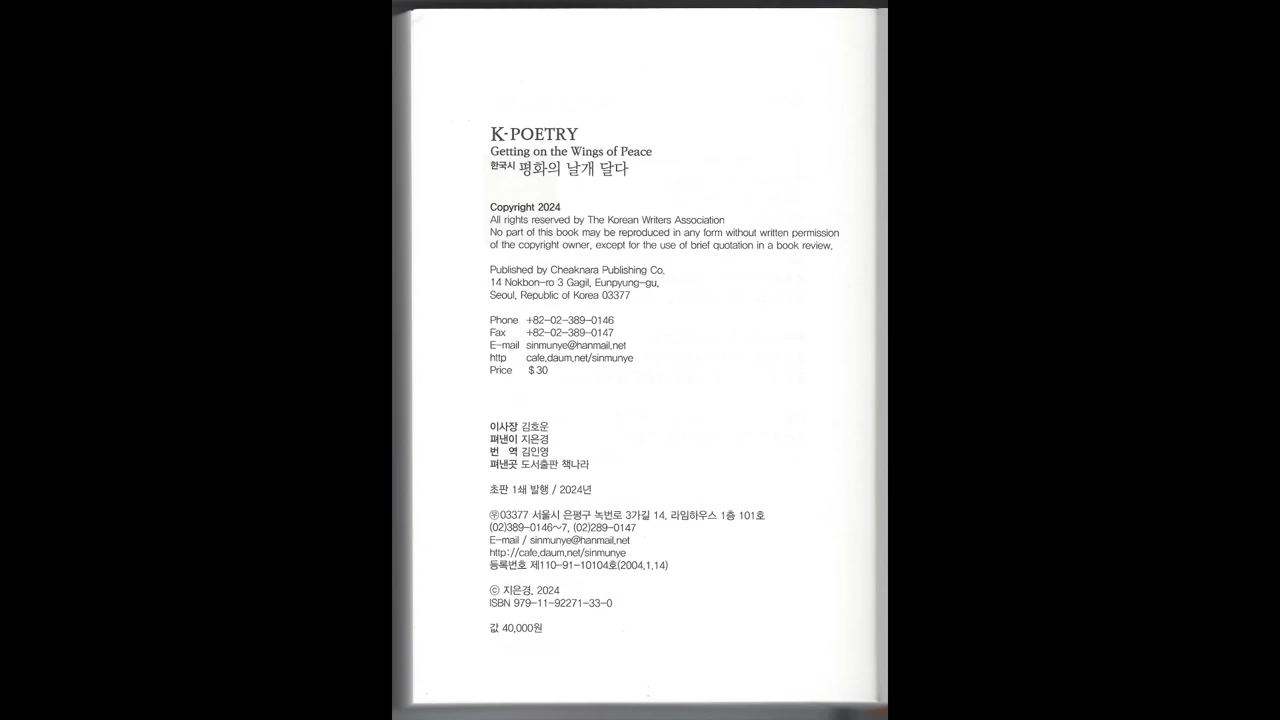 K-POETRY
Getting on the Wings of Peace
한국시 평화의 날개 달다
Copyright 2024
All rights reserved by The Korean Writers Association
No part of this book may be reproduced in any form without written permission
of the copyright owner, except for the use of brief quotation in a book review.
Published by Cheaknara Publishing Co.
14 Nokbon-ro 3 Gagil, Eunpyung-gu,
Seoul, Republic of Korea 03377
Phone +82-02-389-0146
Fax +82-02-389-0147
E-mail sinmunye@hanmail.net
http cafe.daum.net/sinmunye
Price $30
이사장 김호운
펴낸이 지은경
번 역 김인영
펴낸곳 도서출판 책나라
초판 1쇄 발행 / 2024년
㉾03377 서울시 은평구 녹번로 3가길 14, 라임하우스 1층 101호
(02)389-0146~7, (02)289-0147
E-mail / sinmunye@hanmail.net
http://cafe.daum.net/sinmunye
등록번호 제110-91-10104호(2004.1.14)
ⓒ 지은경, 2024
ISBN 979-11-92271-33-0
값 40,000원